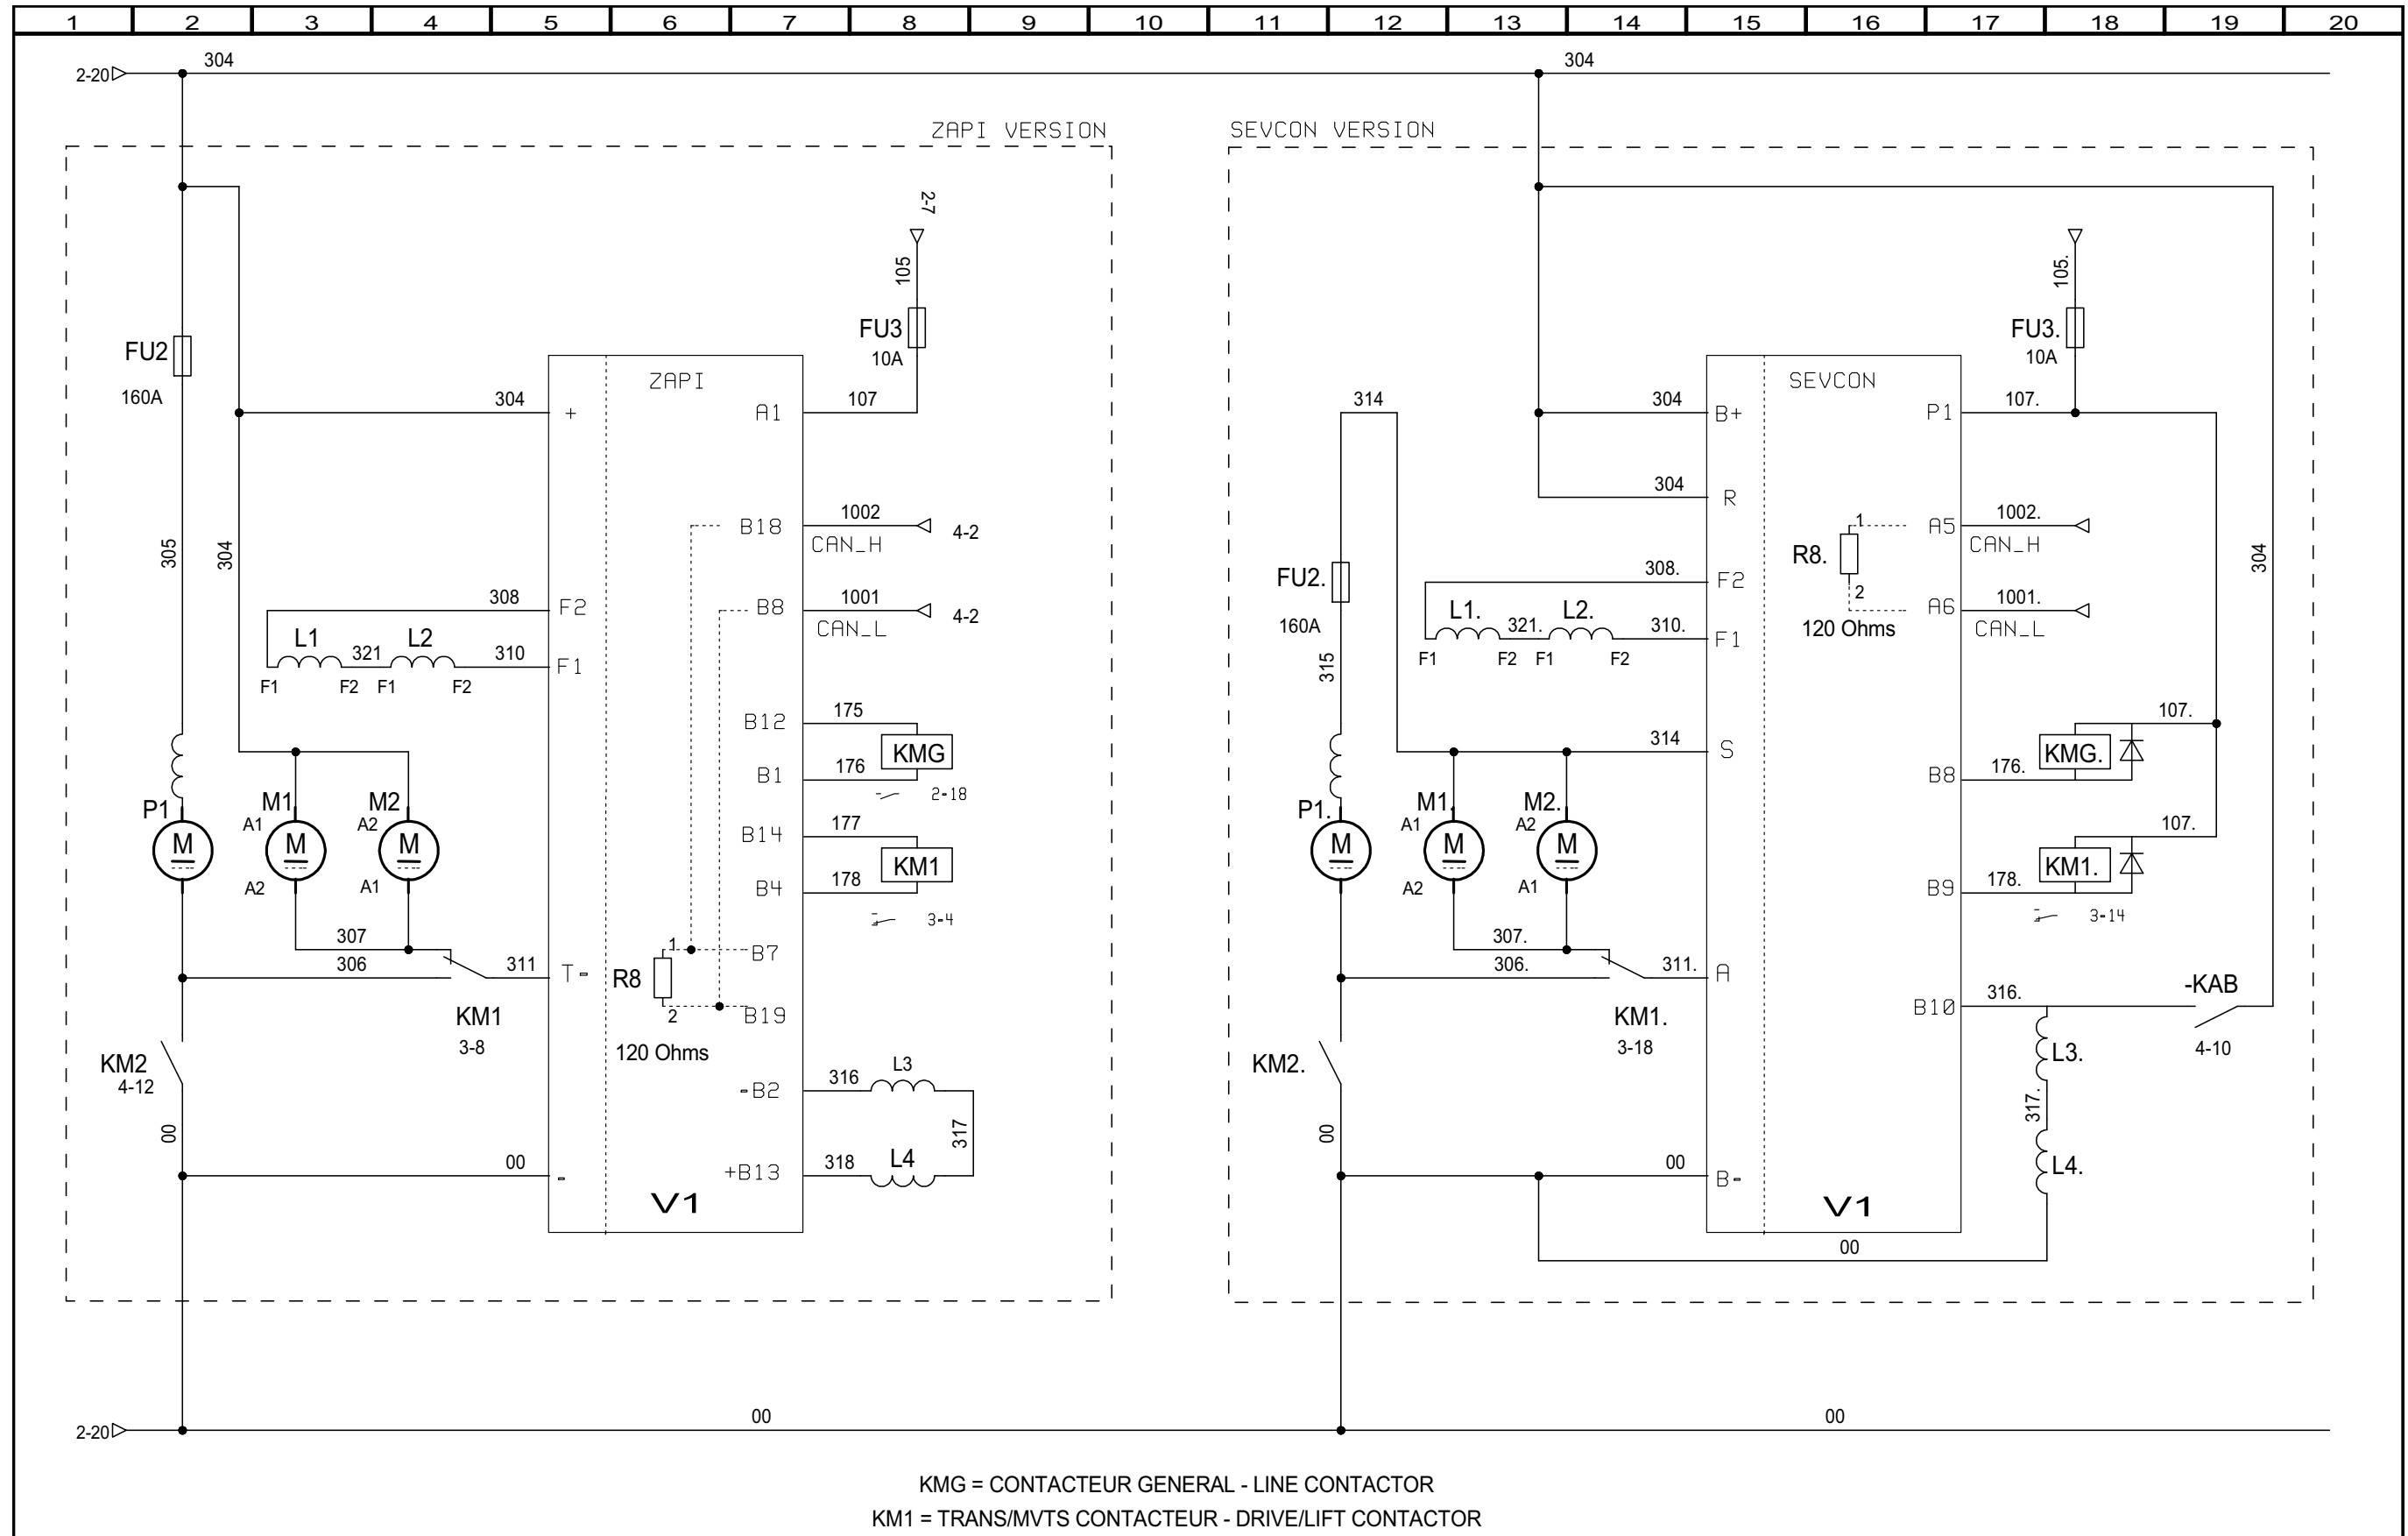 1 2 3 4 5 6 7 8 9 10 11 12 13 14 15 16 17 18 19 20
2-20 304 304
ZAPI VERSION SEVCON VERSION
2-7
105 105.
FU3 FU3.
10A 10A
FU2
160A
ZAPI SEVCON
304 + A1 107 314 304 B+ P1 107.
304 R
B18 1002 4-2 1 A5 1002.
CAN_H CAN_H
305 304 R8. 304
FU2. 308. F2
308 F2 B8 1001 4-2 2 A6 1001.
CAN_L CAN_L
160A 120 Ohms
L1 321 L2 310 F1 L1. 321. L2. 310. F1
F1 F2 F1 F2 F1 F2 F1 F2
315
B12 175 107.
KMG 314 S KMG.
B1 176 B8 176.
2-18
P1 M1 M2 P1. M1. M2.
A1 A2 A1 A2
B14 177 107.
M M M M M M
KM1 KM1.
A2 A1 B4 178 A2 A1 B9 178.
3-4 3-14
307 1 B7 307.
306 311 T- R8 306. 311. A
2 B19 B10 316. -KAB
KM1 KM1.
3-8 120 Ohms 3-18 4-10
KM2 KM2. L3.
4-12
L3
-B2 316
317 317.
00 00
00 - +B13 318 L4 00 B- L4.
V1 V1
00
2-20 00 00
KMG = CONTACTEUR GENERAL - LINE CONTACTOR
KM1 = TRANS/MVTS CONTACTEUR - DRIVE/LIFT CONTACTOR